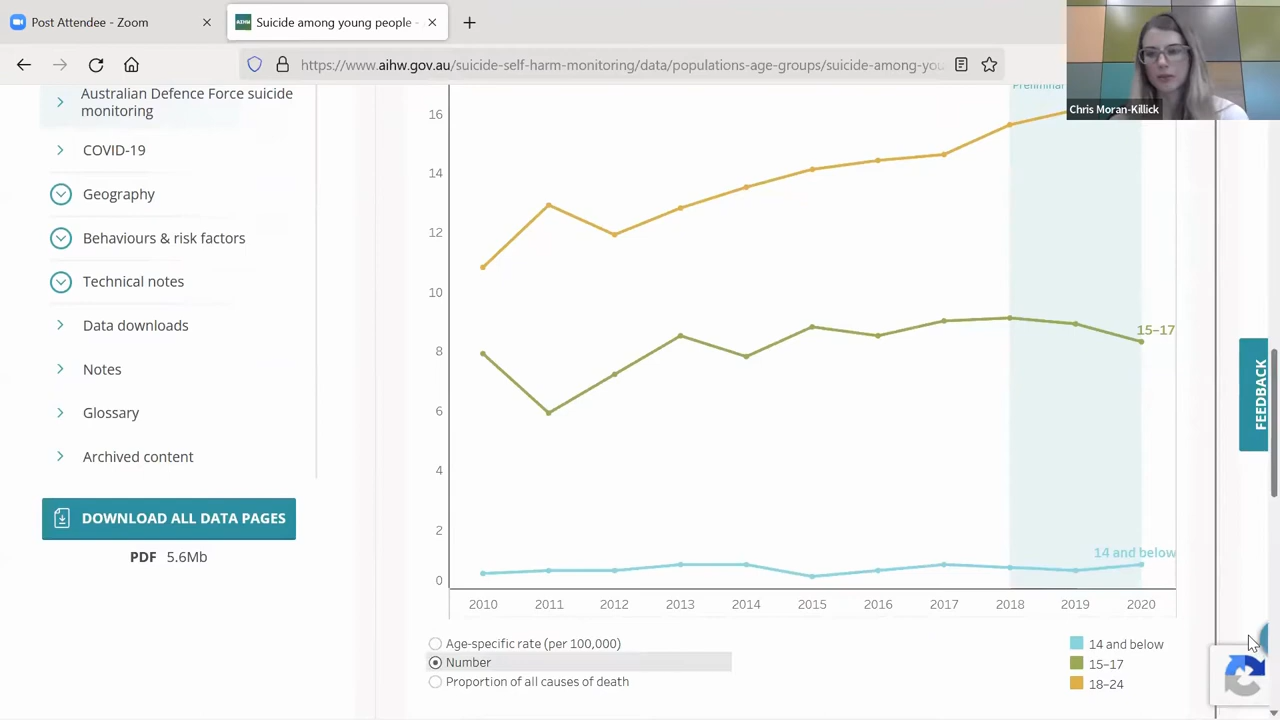 Post Attendee - Zoom
AIHW
Suicide among young people -
https://www.aihw.gov.au/suicide-self-harm-monitoring/data/populations-age-groups/suicide-among-you
Chris Moran-Killick
Australian Defence Force suicide
monitoring
COVID-19
Geography
Behaviours & risk factors
Technical notes
Data downloads
Notes
Glossary
Archived content
DOWNLOAD ALL DATA PAGES
PDF 5.6Mb
Preliminar
16
14
12
10
8
6
4
2
0
15–17
14 and below
2010 2011 2012 2013 2014 2015 2016 2017 2018 2019 2020
Age-specific rate (per 100,000)
Number
Proportion of all causes of death
14 and below
15–17
18–24
FEEDBACK